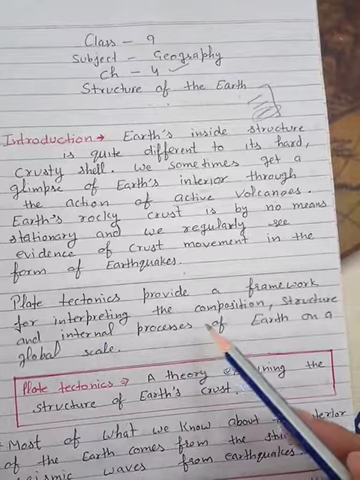 Class - 9
Subject - Geography
Ch - 4
Structure of the Earth
Introduction → Earth's inside structure
is quite different to its hard,
Crusty shell. We sometimes get a
glimpse of Earth's interior through
the action of active volcanoes.
Earth's rocky crust is by no means
stationary and we regularly see
evidence of crust movement in the
form of Earthquakes.
Plate tectonics provide a framework
for interpreting the composition, structure
and internal processes of Earth on a
global scale.
Plate tectonics → A theory the
structure of Earth's crust.
Most of what we know about
of the Earth comes from the
waves from earthquakes.